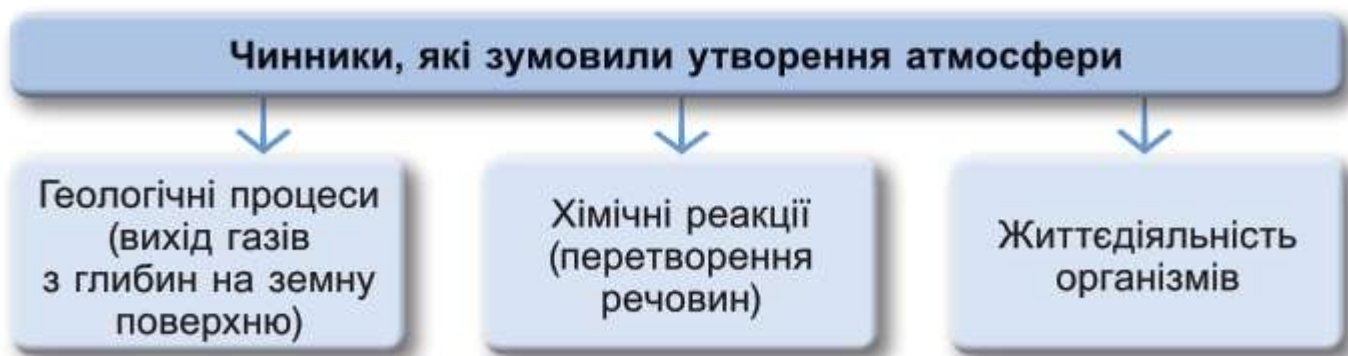 Чинники, які зумовили утворення атмосфери
Геологічні процеси
(вихід газів
з глибин на земну
поверхню)
Хімічні реакції
(перетворення
речовин)
Життєдіяльність
організмів